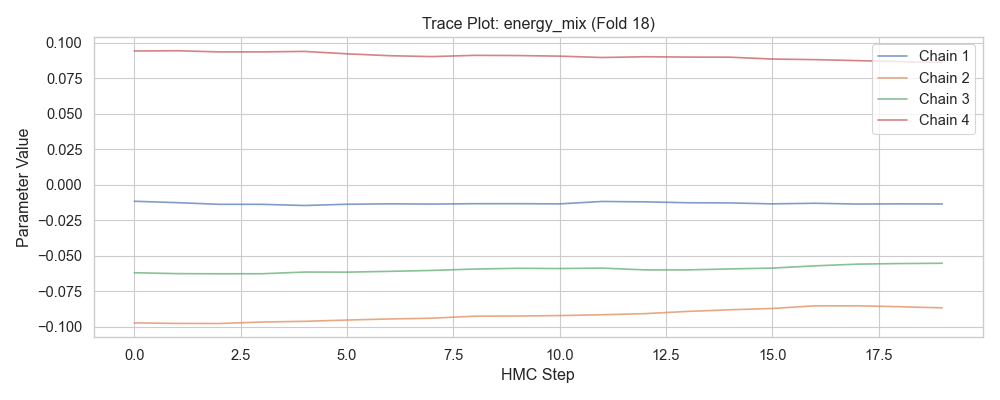 Trace Plot: energy_mix (Fold 18)
Parameter Value
0.100
0.075
0.050
0.025
0.000
−0.025
−0.050
−0.075
−0.100
Chain 1
Chain 2
Chain 3
Chain 4
0.0 2.5 5.0 7.5 10.0 12.5 15.0 17.5
HMC Step